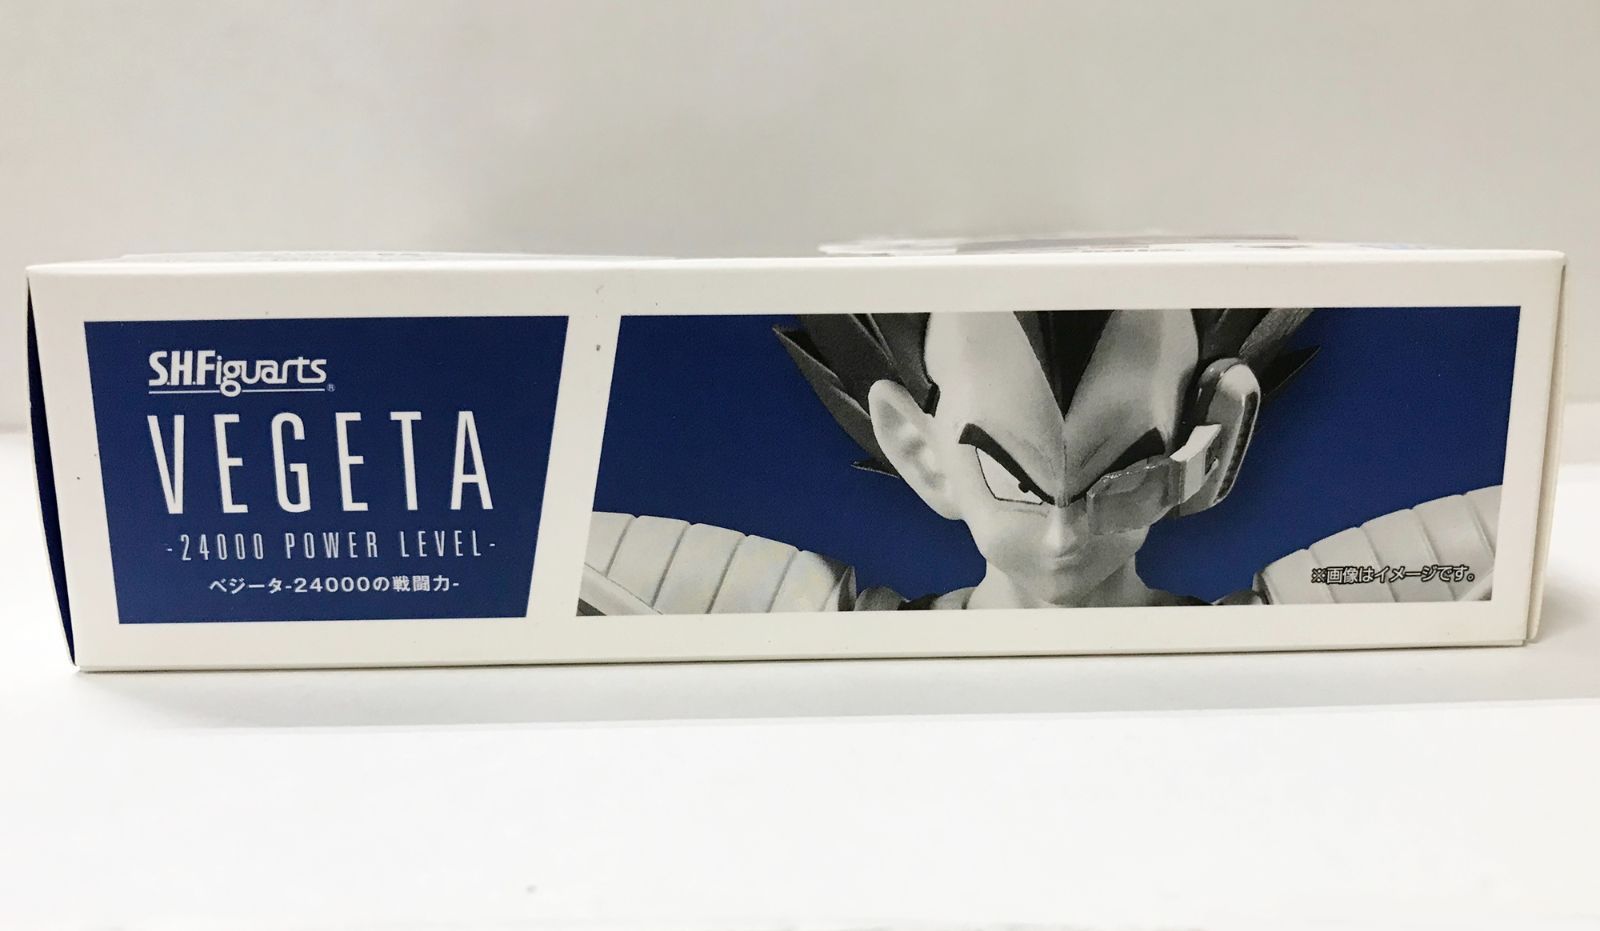 S.H.Figuarts®
VEGETA
-24000 POWER LEVEL-
ベジータ-24000の戦闘力-
※画像はイメージです。